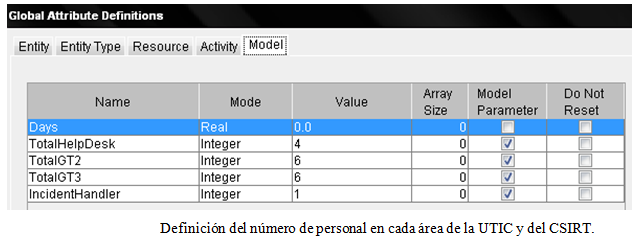 Global Attribute Definitions
Entity Entity Type Resource Activity Model
Name Mode Value Array Size Model Parameter Do Not Reset
Days Real 0.0 0
TotalHelpDesk Integer 4 0
TotalGT2 Integer 6 0
TotalGT3 Integer 6 0
IncidentHandler Integer 1 0
Definición del número de personal en cada área de la UTIC y del CSIRT.